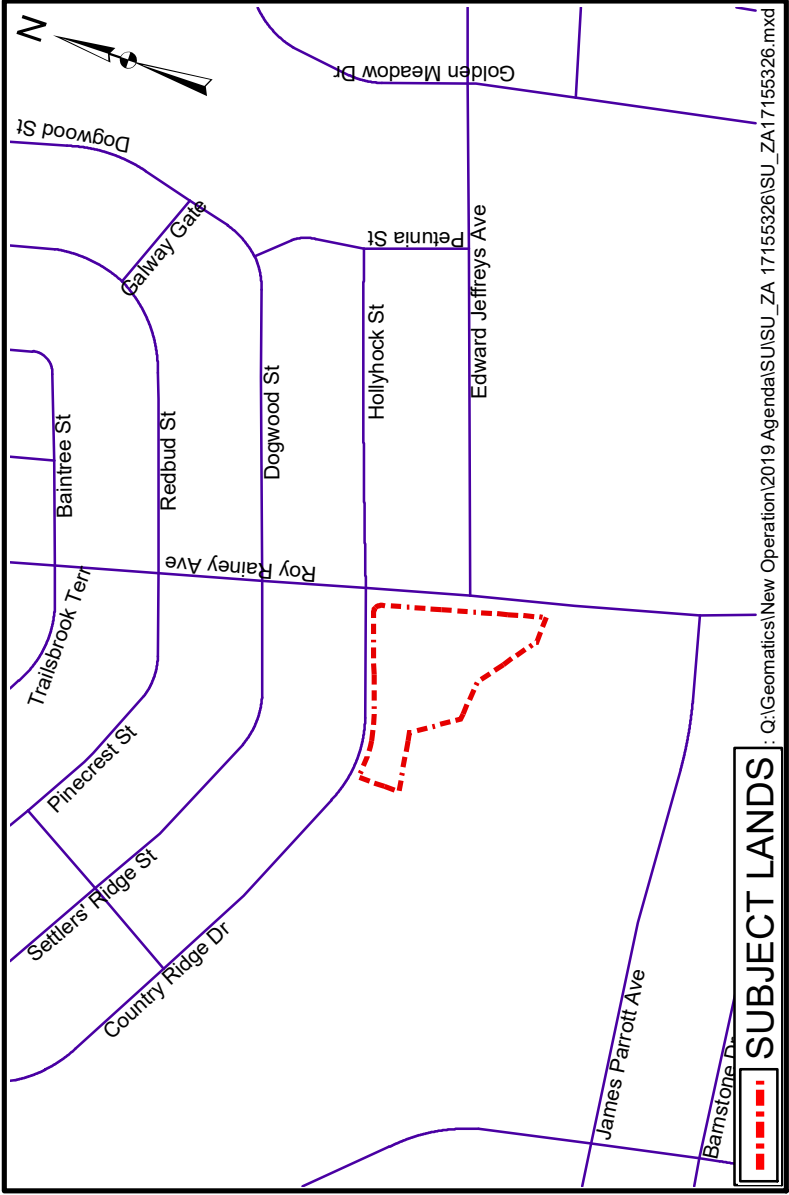 N
Dogwood St
Golden Meadow Dr
Galway Gate
Petunia St
Edward Jeffreys Ave
Hollyhock St
Dogwood St
Redbud St
Baintree St
Roy Rainey Ave
Trailsbrook Terr
Pinecrest St
Settlers' Ridge St
Country Ridge Dr
James Parrott Ave
Barnstone Dr
SUBJECT LANDS
: Q:\Geomatics\New Operation\2019 Agenda\SU\SU_ZA 17155326\SU_ZA17155326.mxd